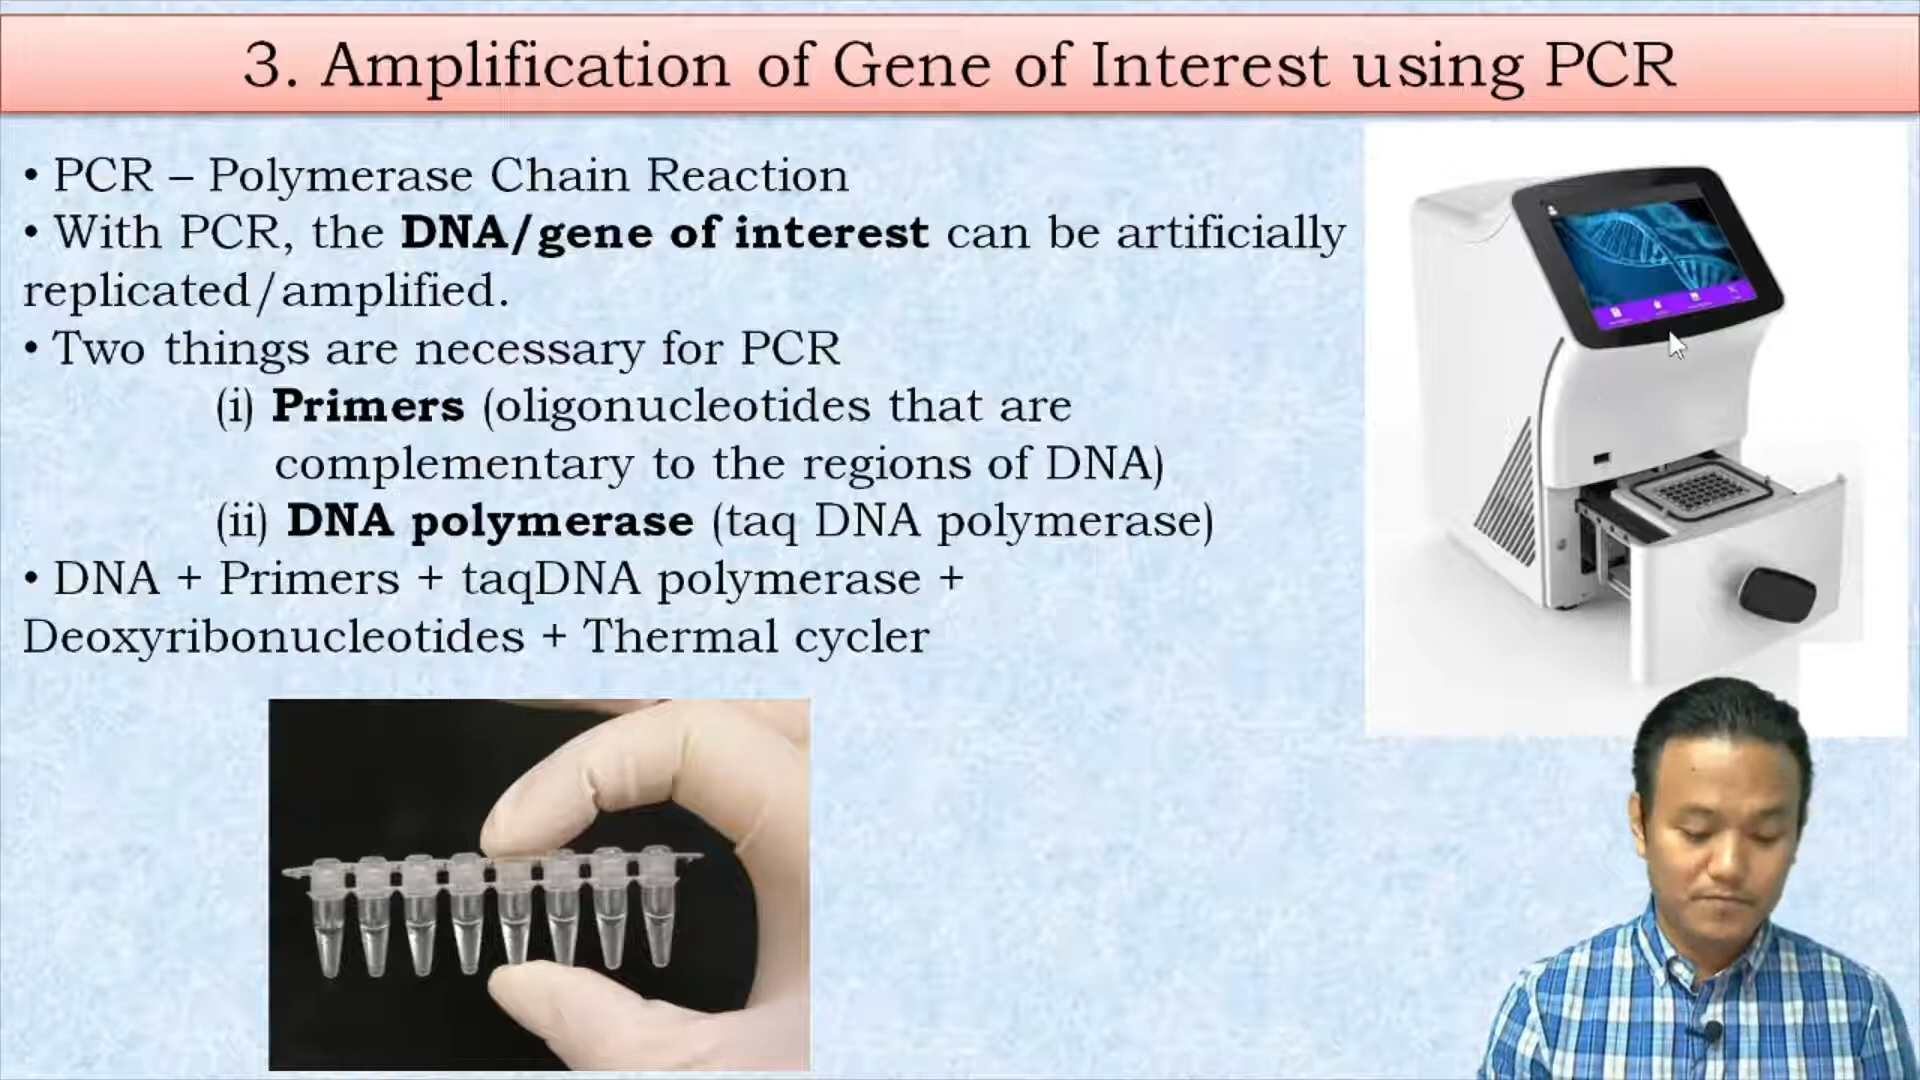 3. Amplification of Gene of Interest using PCR
• PCR – Polymerase Chain Reaction
• With PCR, the DNA/gene of interest can be artificially
replicated/amplified.
• Two things are necessary for PCR
(i) Primers (oligonucleotides that are
complementary to the regions of DNA)
(ii) DNA polymerase (taq DNA polymerase)
• DNA + Primers + taqDNA polymerase +
Deoxyribonucleotides + Thermal cycler